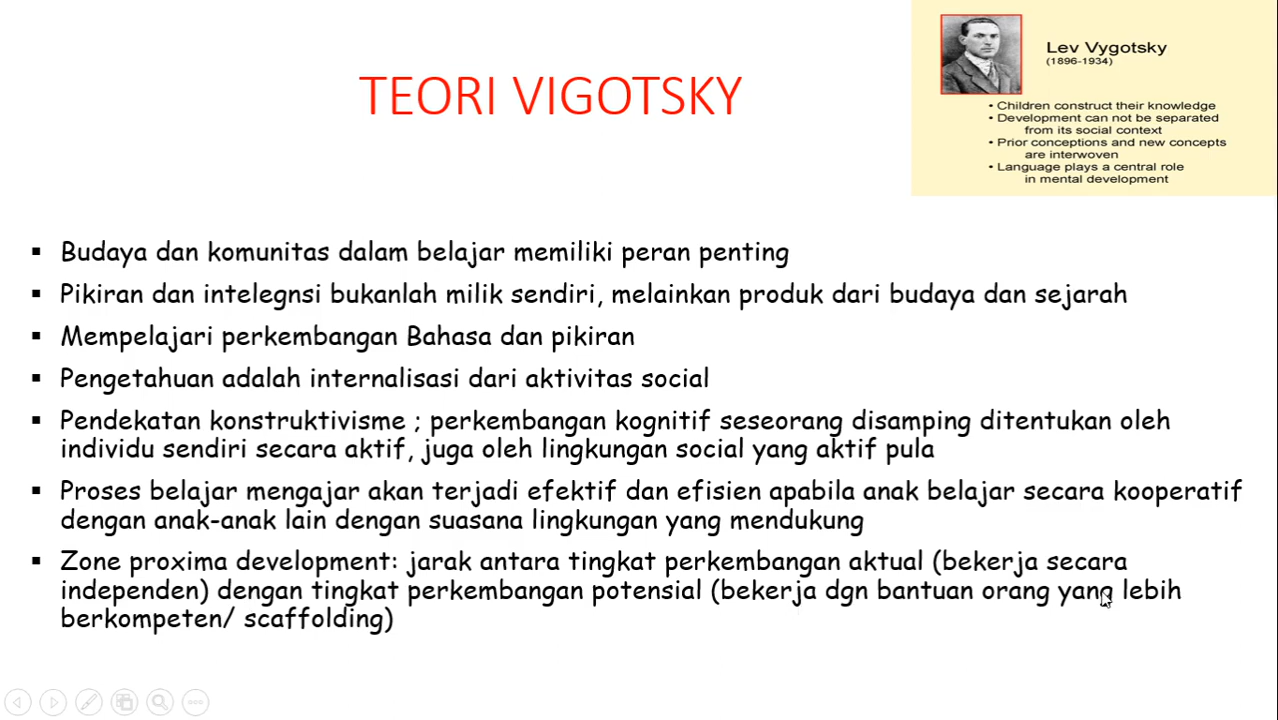 TEORI VIGOTSKY
Lev Vygotsky
(1896-1934)
• Children construct their knowledge
• Development can not be separated
from its social context
• Prior conceptions and new concepts
are interwoven
• Language plays a central role
in mental development
▪ Budaya dan komunitas dalam belajar memiliki peran penting
▪ Pikiran dan intelegnsi bukanlah milik sendiri, melainkan produk dari budaya dan sejarah
▪ Mempelajari perkembangan Bahasa dan pikiran
▪ Pengetahuan adalah internalisasi dari aktivitas social
▪ Pendekatan konstruktivisme ; perkembangan kognitif seseorang disamping ditentukan oleh
individu sendiri secara aktif, juga oleh lingkungan social yang aktif pula
▪ Proses belajar mengajar akan terjadi efektif dan efisien apabila anak belajar secara kooperatif
dengan anak-anak lain dengan suasana lingkungan yang mendukung
▪ Zone proxima development: jarak antara tingkat perkembangan aktual (bekerja secara
independen) dengan tingkat perkembangan potensial (bekerja dgn bantuan orang yang lebih
berkompeten/ scaffolding)